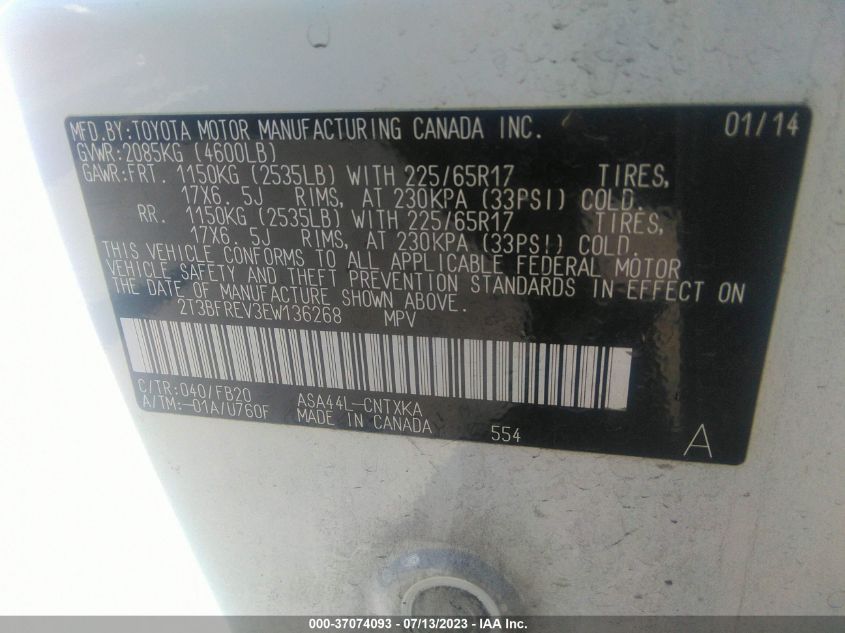 MFD.BY:TOYOTA MOTOR MANUFACTURING CANADA INC. 01/14
GVWR:2085KG (4600LB)
GAWR:FRT. 1150KG (2535LB) WITH 225/65R17 TIRES,
17X6. 5J RIMS, AT 230KPA (33PSI) COLD.
RR. 1150KG (2535LB) WITH 225/65R17 TIRES,
17X6. 5J RIMS, AT 230KPA (33PSI) COLD.
THIS VEHICLE CONFORMS TO ALL APPLICABLE FEDERAL MOTOR
VEHICLE SAFETY AND THEFT PREVENTION STANDARDS IN EFFECT ON
THE DATE OF MANUFACTURE SHOWN ABOVE.
2T3BFREV3EW136268 MPV
C/TR:040/FB20 ASA44L-CNTXKA
A/TM:-01A/U760F MADE IN CANADA 554 A
000-37074093 - 07/13/2023 - IAA Inc.